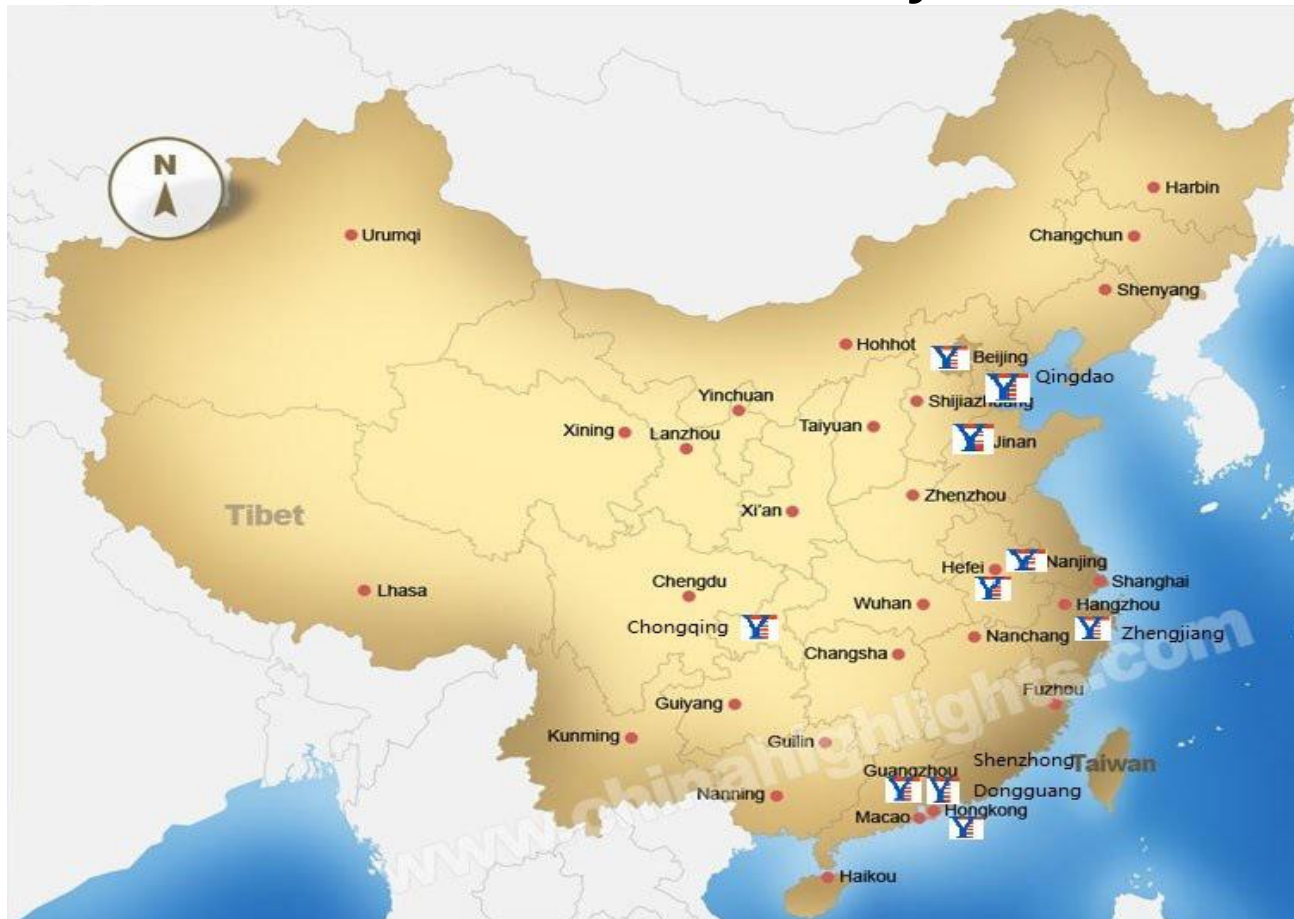 N
Harbin
Urumqi
Changchun
Shenyang
Hohhot
Beijing
Qingdao
Yinchuan
Shijiazhuang
Xining
Lanzhou
Taiyuan
Jinan
Zhenzhou
Tibet
Xi'an
Hefei
Nanjing
Chengdu
Shanghai
Lhasa
Wuhan
Hangzhou
Chongqing
Zhengjiang
Nanchang
Changsha
Fuzhou
Guiyang
Kunming
Guilin
Shenzhong
Taiwan
Guangzhou
Dongguang
Nanning
Hongkong
Macao
Haikou
www.chinahighlights.com